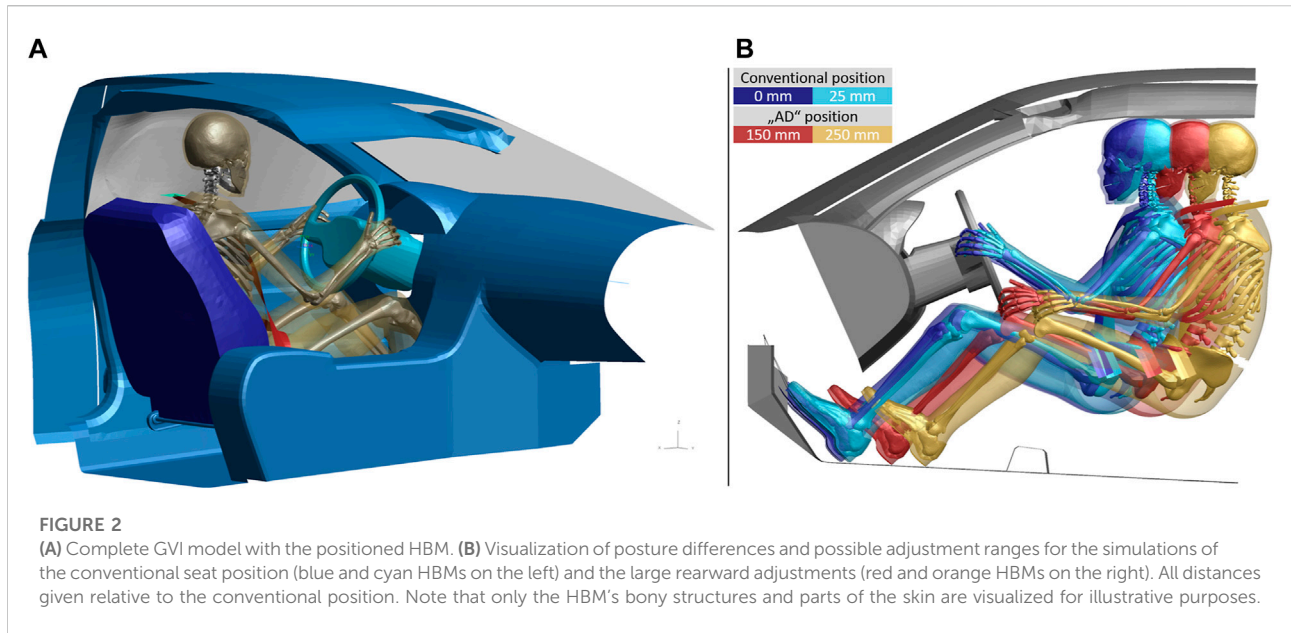 A
B
Conventional position
0 mm 25 mm
„AD“ position
150 mm 250 mm
FIGURE 2
(A) Complete GVI model with the positioned HBM. (B) Visualization of posture differences and possible adjustment ranges for the simulations of
the conventional seat position (blue and cyan HBMs on the left) and the large rearward adjustments (red and orange HBMs on the right). All distances
given relative to the conventional position. Note that only the HBM's bony structures and parts of the skin are visualized for illustrative purposes.